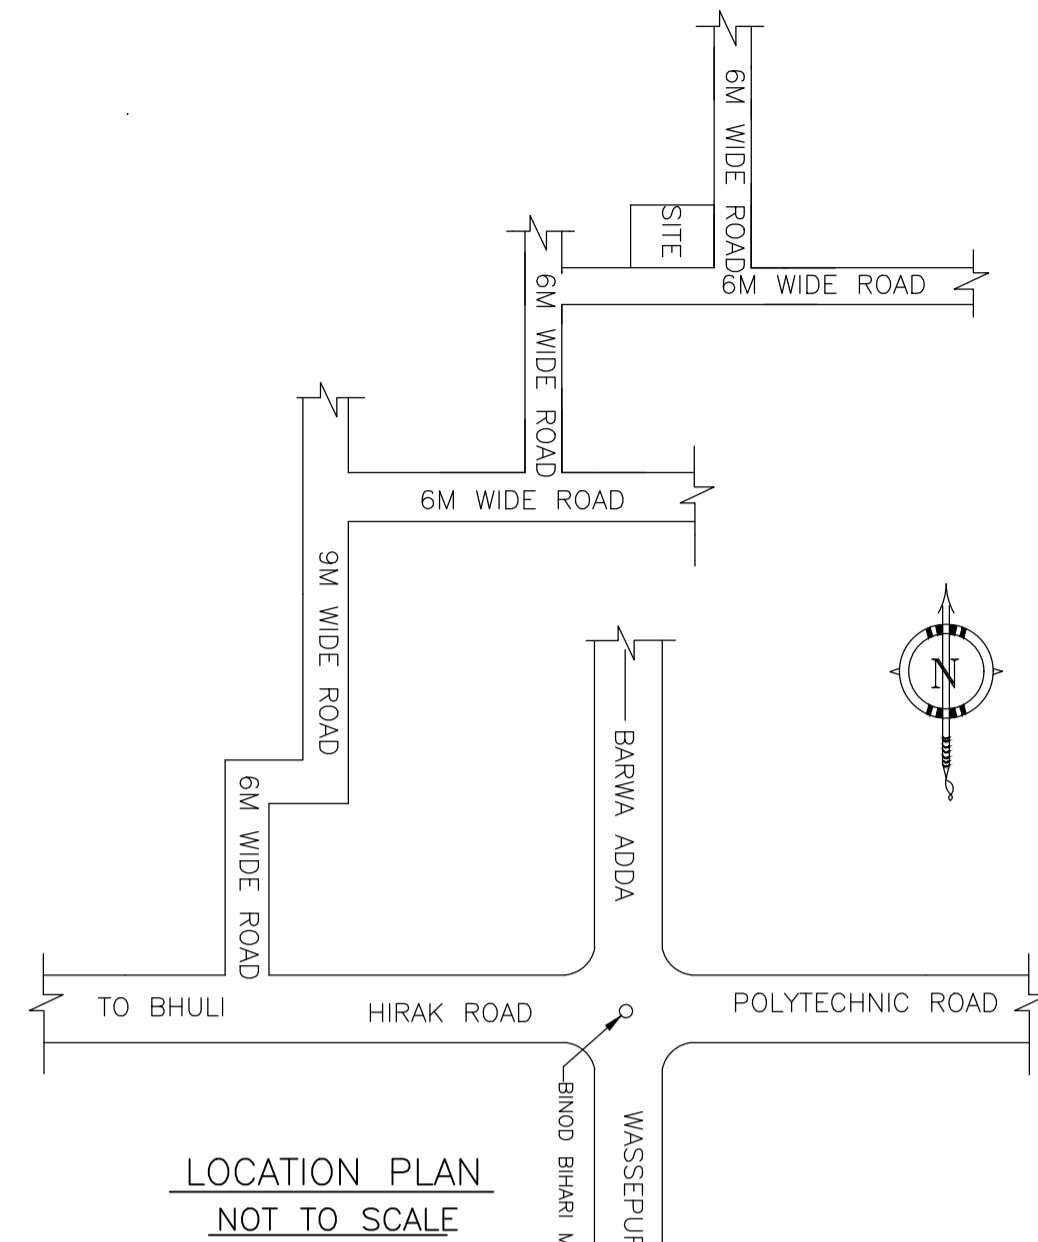 6M WIDE ROAD
SITE
6M WIDE ROAD
6M WIDE ROAD
6M WIDE ROAD
9M WIDE ROAD
N
BARWA ADDA
6M WIDE ROAD
TO BHULI
HIRAK ROAD
POLYTECHNIC ROAD
BINOD BIHARI
WASSEPUR
LOCATION PLAN
NOT TO SCALE